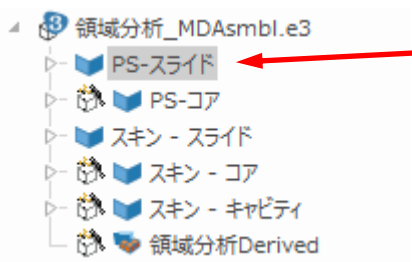 領域分析_MDAsmbl.e3
PS-スライド
PS-コア
スキン - スライド
スキン - コア
スキン - キャビティ
領域分析Derived